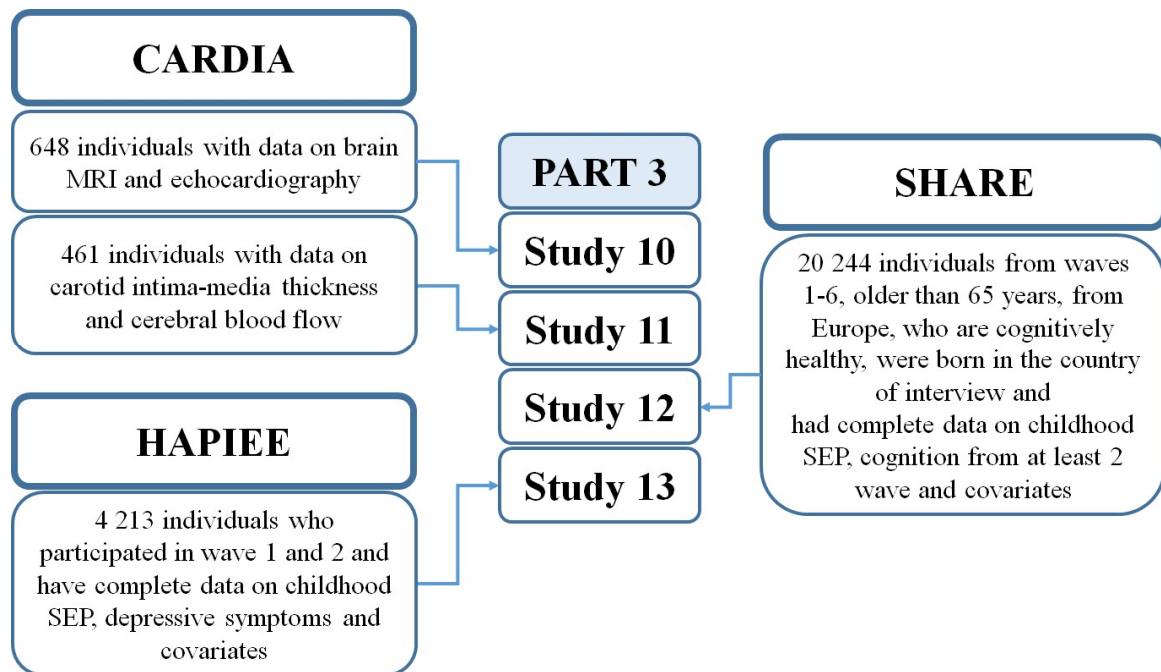 CARDIA
648 individuals with data on brain
MRI and echocardiography
461 individuals with data on
carotid intima-media thickness
and cerebral blood flow
HAPIEE
4 213 individuals who
participated in wave 1 and 2 and
have complete data on childhood
SEP, depressive symptoms and
covariates
PART 3
Study 10
Study 11
Study 12
Study 13
SHARE
20 244 individuals from waves
1-6, older than 65 years, from
Europe, who are cognitively
healthy, were born in the country
of interview and
had complete data on childhood
SEP, cognition from at least 2
wave and covariates